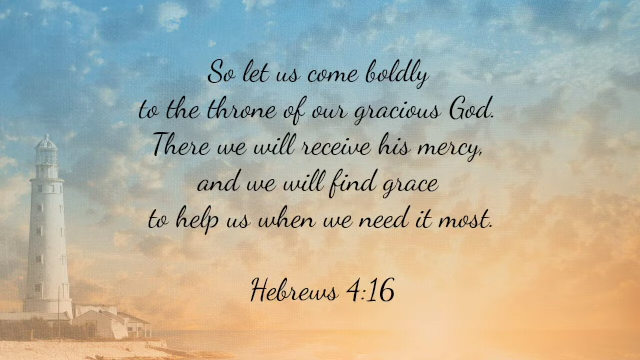 So let us come boldly
to the throne of our gracious God.
There we will receive his mercy,
and we will find grace
to help us when we need it most.
Hebrews 4:16